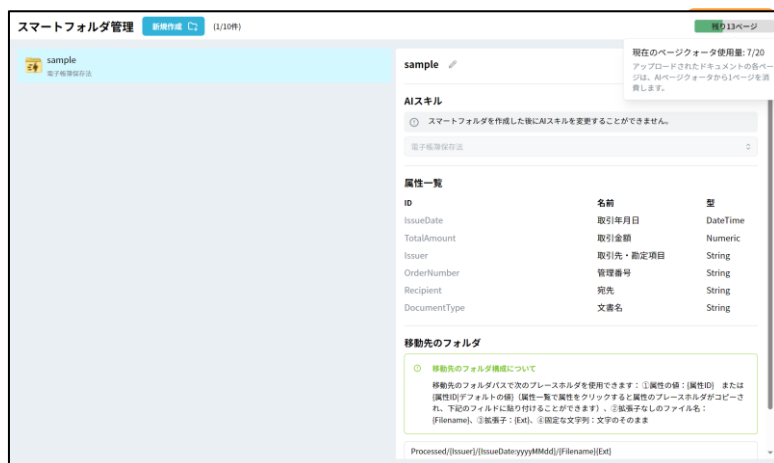 スマートフォルダ管理
新規作成
(1/10件)
残り13ページ
現在のページクォータ使用量: 7/20
アップロードされたドキュメントの各ペー
ジは、AIページクォータから1ページを消
費します。
sample
電子帳簿保存法
sample
AIスキル
スマートフォルダを作成した後にAIスキルを変更することができません。
電子帳簿保存法
属性一覧
ID 名前 型
IssueDate 取引年月日 DateTime
TotalAmount 取引金額 Numeric
Issuer 取引先・勘定項目 String
OrderNumber 管理番号 String
Recipient 宛先 String
DocumentType 文書名 String
移動先のフォルダ
移動先のフォルダ構成について
移動先のフォルダパスで次のプレースホルダを使用できます：①属性の値：{属性ID} または
{属性ID|デフォルトの値}（属性一覧で属性をクリックすると属性のプレースホルダがコピーさ
れ、下記のフィールドに貼り付けることができます）、②拡張子なしのファイル名：
{Filename}、③拡張子：{Ext}、④固定な文字列：文字のそのまま
Processed/{Issuer}/{IssueDate:yyyyMMdd}/{Filename}{Ext}